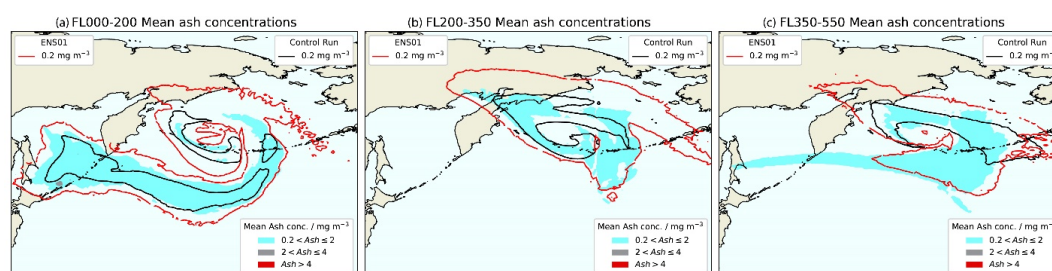 (a) FL000-200 Mean ash concentrations
ENS01
0.2 mg m⁻³
Control Run
0.2 mg m⁻³
Mean Ash conc. / mg m⁻³
0.2 < Ash ≤ 2
2 < Ash ≤ 4
Ash > 4
(b) FL200-350 Mean ash concentrations
ENS01
0.2 mg m⁻³
Control Run
0.2 mg m⁻³
Mean Ash conc. / mg m⁻³
0.2 < Ash ≤ 2
2 < Ash ≤ 4
Ash > 4
(c) FL350-550 Mean ash concentrations
ENS01
0.2 mg m⁻³
Control Run
0.2 mg m⁻³
Mean Ash conc. / mg m⁻³
0.2 < Ash ≤ 2
2 < Ash ≤ 4
Ash > 4